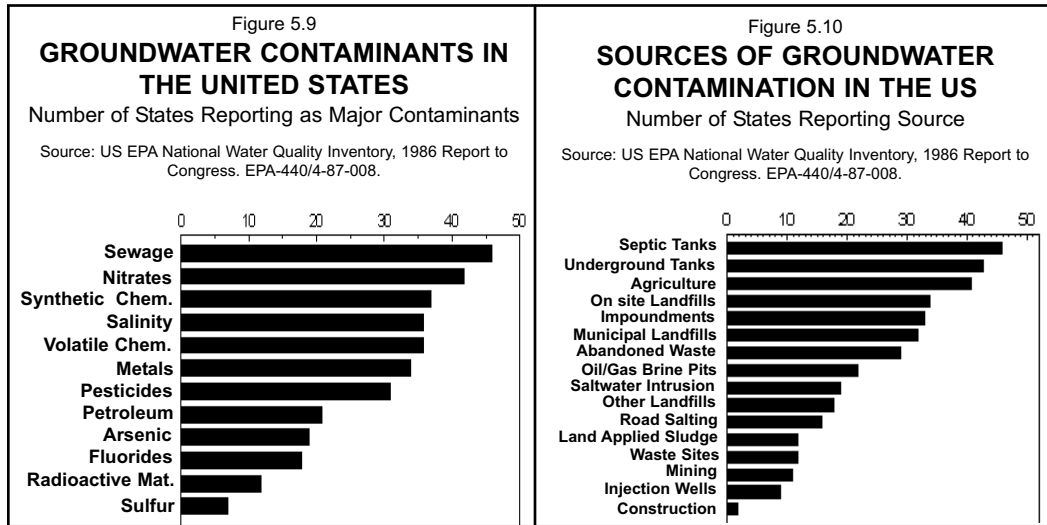 Figure 5.9
GROUNDWATER CONTAMINANTS IN
THE UNITED STATES
Number of States Reporting as Major Contaminants
Source: US EPA National Water Quality Inventory, 1986 Report to
Congress. EPA-440/4-87-008.
0 10 20 30 40 50
Sewage
Nitrates
Synthetic Chem.
Salinity
Volatile Chem.
Metals
Pesticides
Petroleum
Arsenic
Fluorides
Radioactive Mat.
Sulfur
Figure 5.10
SOURCES OF GROUNDWATER
CONTAMINATION IN THE US
Number of States Reporting Source
Source: US EPA National Water Quality Inventory, 1986 Report to
Congress. EPA-440/4-87-008.
0 10 20 30 40 50
Septic Tanks
Underground Tanks
Agriculture
On site Landfills
Impoundments
Municipal Landfills
Abandoned Waste
Oil/Gas Brine Pits
Saltwater Intrusion
Other Landfills
Road Salting
Land Applied Sludge
Waste Sites
Mining
Injection Wells
Construction